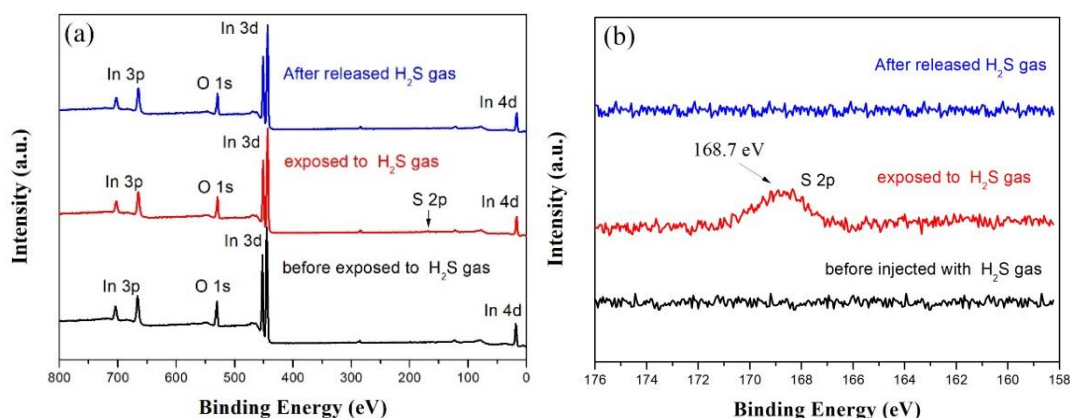 (a)
In 3d
In 3p
O 1s
After released H₂S gas
In 4d
In 3d
exposed to H₂S gas
In 3p
O 1s
S 2p
In 4d
In 3d
before exposed to H₂S gas
In 3p
O 1s
In 4d
Intensity (a.u.)
800 700 600 500 400 300 200 100 0
Binding Energy (eV)
(b)
After released H₂S gas
168.7 eV
S 2p
exposed to H₂S gas
before injected with H₂S gas
Intensity (a.u.)
176 174 172 170 168 166 164 162 160 158
Binding Energy (eV)